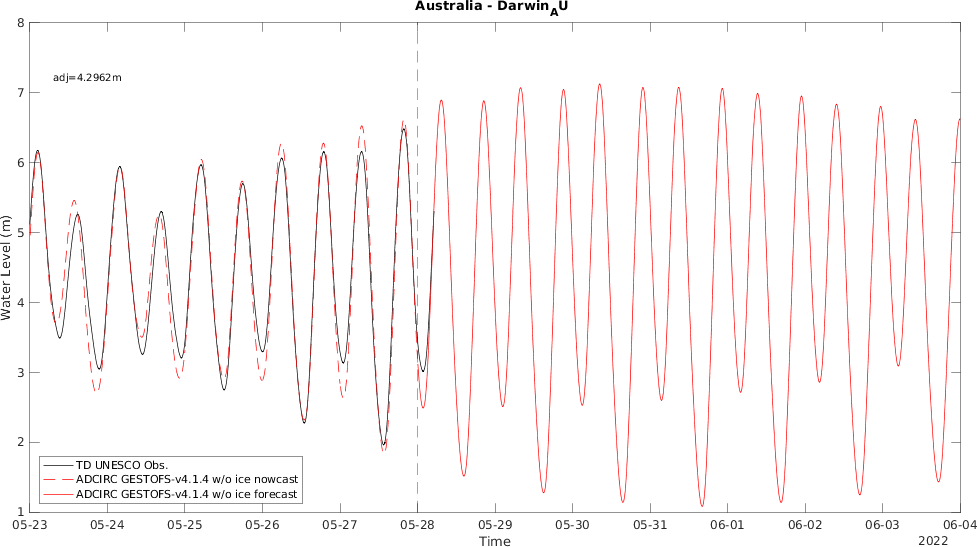 Australia - Darwin_AU
8
adj=4.2962m
7
6
5
4
3
2
1
Water Level (m)
TD UNESCO Obs.
ADCIRC GESTOFS-v4.1.4 w/o ice nowcast
ADCIRC GESTOFS-v4.1.4 w/o ice forecast
05-23 05-24 05-25 05-26 05-27 05-28 05-29 05-30 05-31 06-01 06-02 06-03 06-04
Time
2022